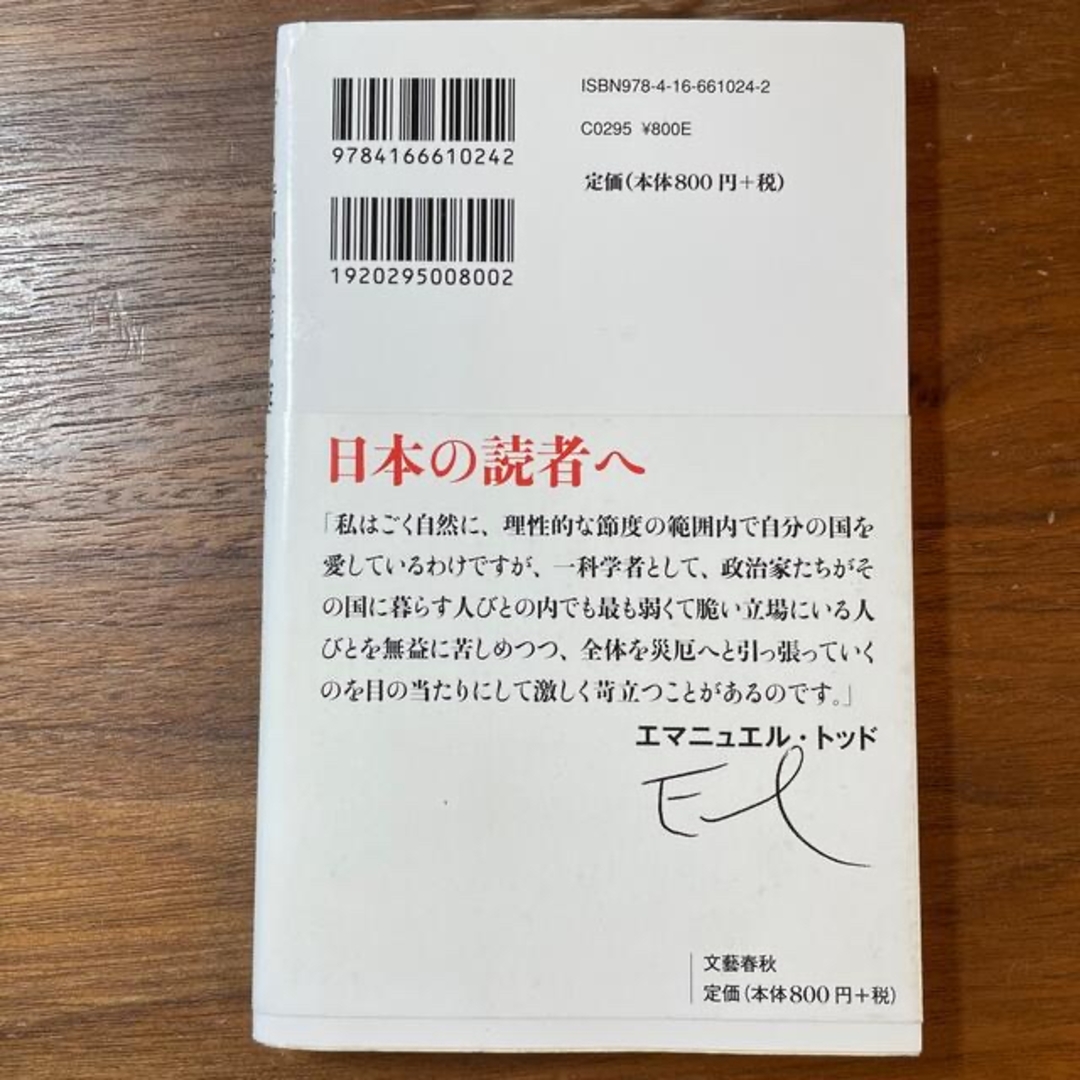 ISBN978-4-16-661024-2
C0295 ¥800E
定価(本体800円+税)
9784166610242
1920295008002
日本の読者へ
「私はごく自然に、理性的な節度の範囲内で自分の国を
愛しているわけですが、一科学者として、政治家たちがそ
の国に暮らす人びとの内でも最も弱くて脆い立場にいる人
びとを無益に苦しめつつ、全体を災厄へと引っ張っていく
のを目の当たりにして激しく苛立つことがあるのです。」
エマニュエル・トッド
文藝春秋
定価(本体800円+税)